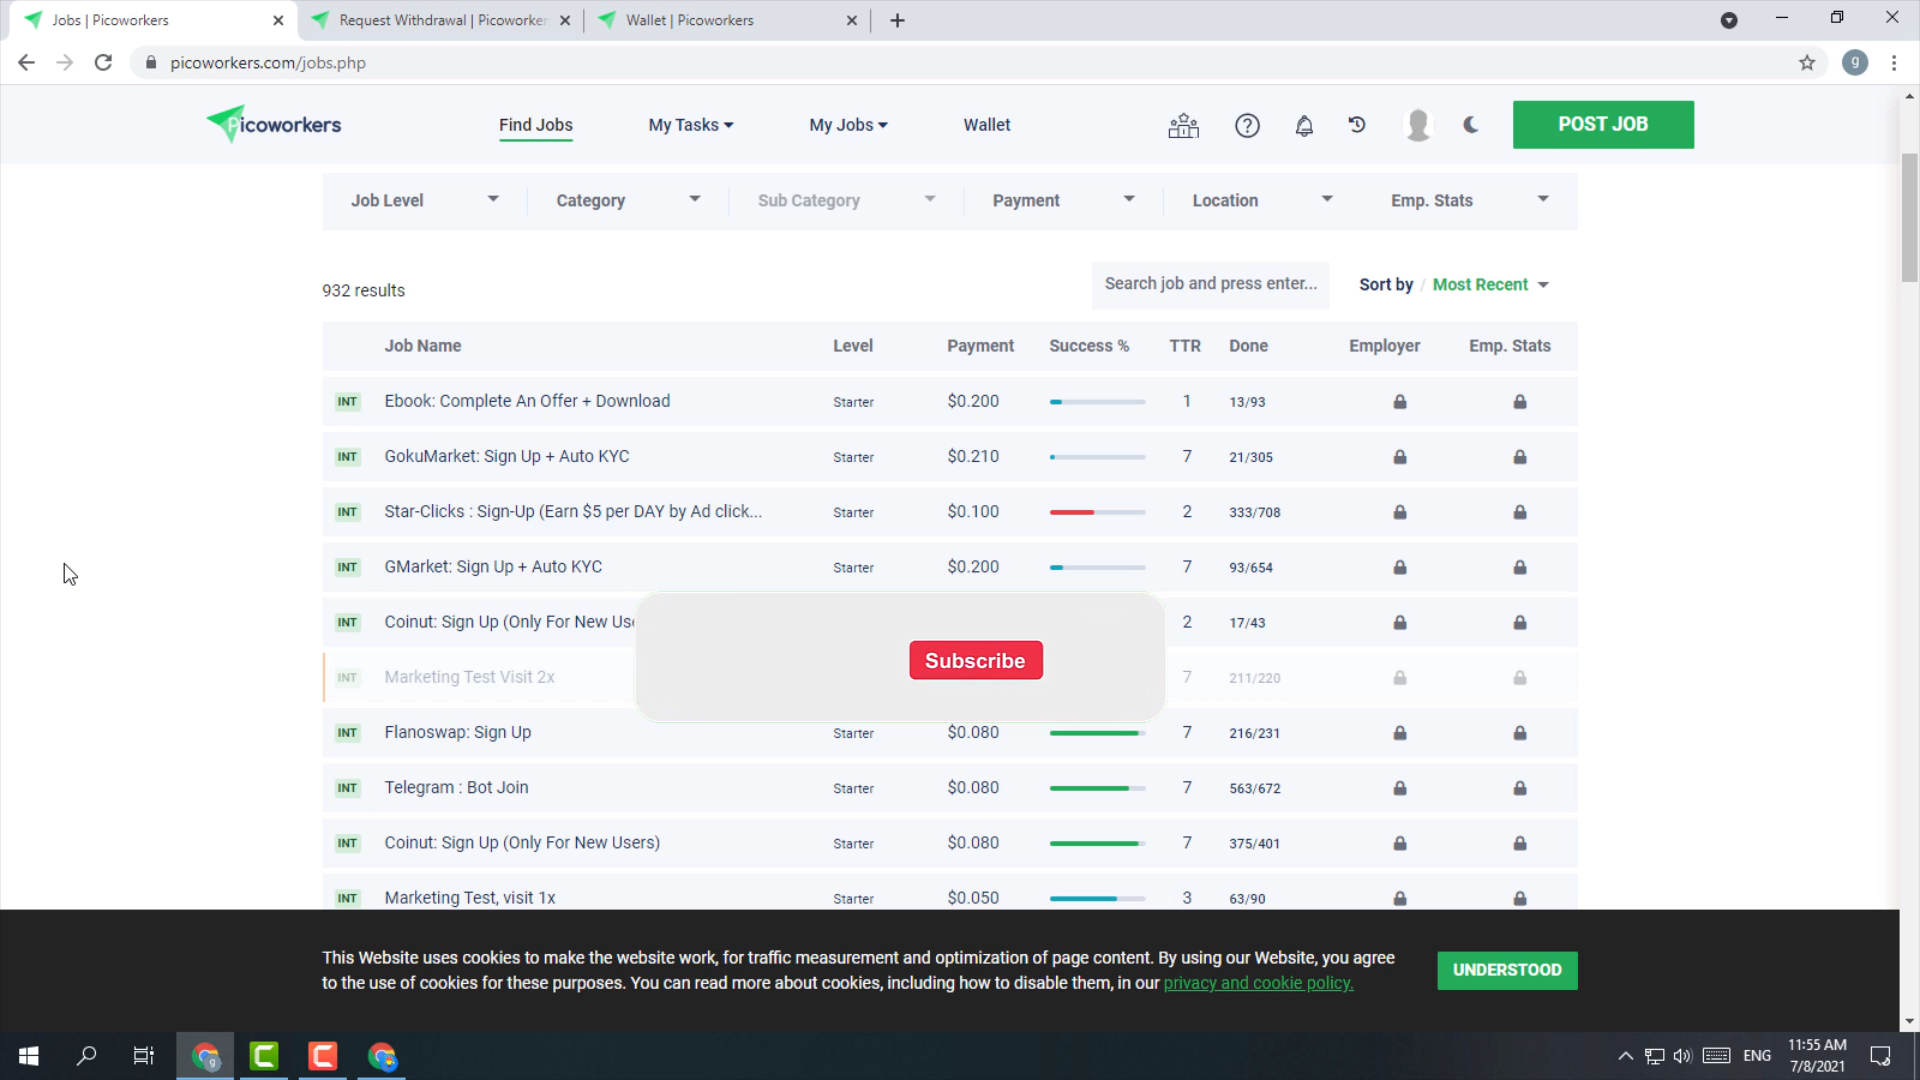 Jobs | Picoworkers
Request Withdrawal | Picoworker
Wallet | Picoworkers
picoworkers.com/jobs.php
g
Picoworkers
Find Jobs
My Tasks
My Jobs
Wallet
POST JOB
Job Level
Category
Sub Category
Payment
Location
Emp. Stats
932 results
Search job and press enter...
Sort by / Most Recent
Job Name Level Payment Success % TTR Done Employer Emp. Stats
INT Ebook: Complete An Offer + Download Starter $0.200 1 13/93
INT GokuMarket: Sign Up + Auto KYC Starter $0.210 7 21/305
INT Star-Clicks : Sign-Up (Earn $5 per DAY by Ad click... Starter $0.100 2 333/708
INT GMarket: Sign Up + Auto KYC Starter $0.200 7 93/654
INT Coinut: Sign Up (Only For New Use 2 17/43
Subscribe
INT Marketing Test Visit 2x 7 211/220
INT Flanoswap: Sign Up Starter $0.080 7 216/231
INT Telegram : Bot Join Starter $0.080 7 563/672
INT Coinut: Sign Up (Only For New Users) Starter $0.080 7 375/401
INT Marketing Test, visit 1x Starter $0.050 3 63/90
This Website uses cookies to make the website work, for traffic measurement and optimization of page content. By using our Website, you agree
to the use of cookies for these purposes. You can read more about cookies, including how to disable them, in our privacy and cookie policy.
UNDERSTOOD
ENG
11:55 AM
7/8/2021